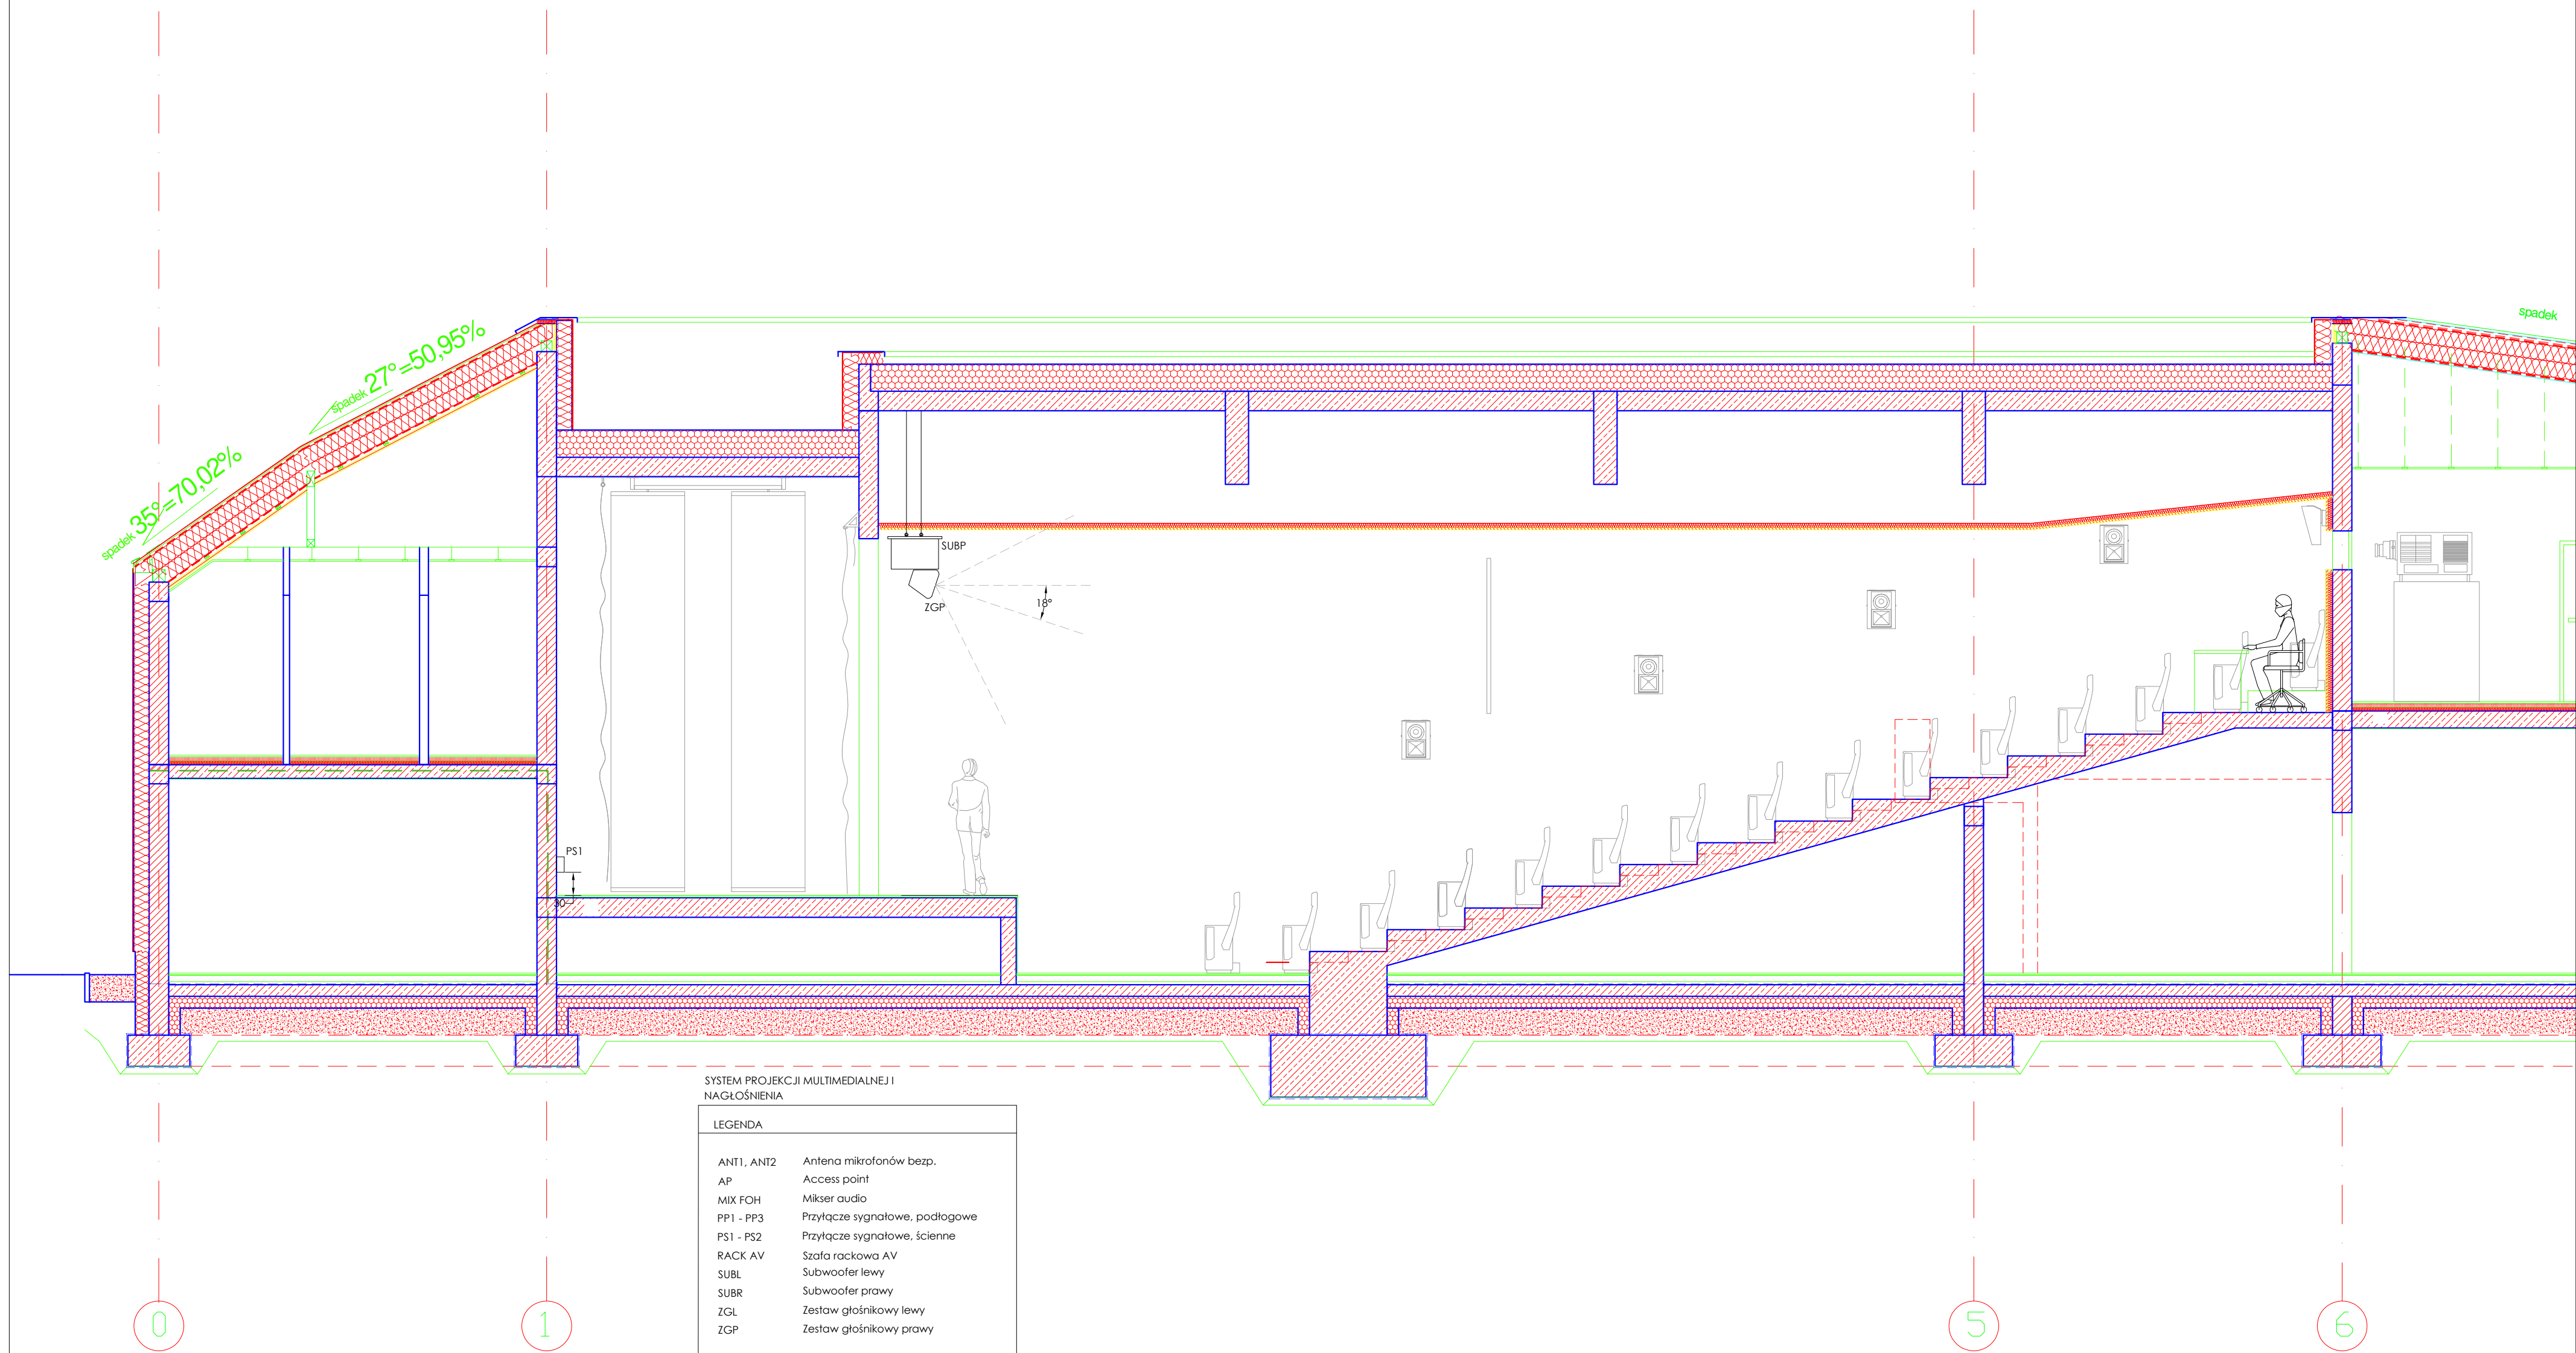 spadek 27°=50,95%
spadek
spadek 35°=70,02%
SUBP
ZGP
18°
PS1
30
SYSTEM PROJEKCJI MULTIMEDIALNEJ I
NAGŁOŚNIENIA
LEGENDA
ANT1, ANT2 Antena mikrofonów bezp.
AP Access point
MIX FOH Mikser audio
PP1 - PP3 Przyłącze sygnałowe, podłogowe
PS1 - PS2 Przyłącze sygnałowe, ścienne
RACK AV Szafa rackowa AV
SUBL Subwoofer lewy
SUBR Subwoofer prawy
ZGL Zestaw głośnikowy lewy
ZGP Zestaw głośnikowy prawy
0 1 5 6